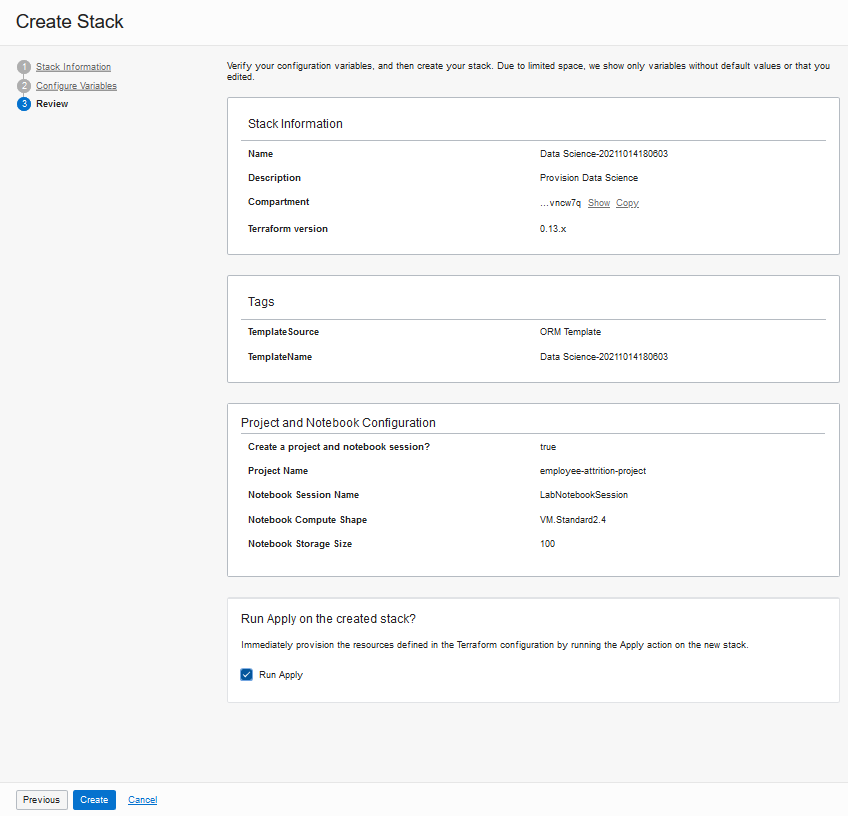 Create Stack
1 Stack Information
2 Configure Variables
3 Review
Verify your configuration variables, and then create your stack. Due to limited space, we show only variables without default values or that you
edited.
Stack Information
Name Data Science-20211014180603
Description Provision Data Science
Compartment ...vncw7q Show Copy
Terraform version 0.13.x
Tags
TemplateSource ORM Template
TemplateName Data Science-20211014180603
Project and Notebook Configuration
Create a project and notebook session? true
Project Name employee-attrition-project
Notebook Session Name LabNotebookSession
Notebook Compute Shape VM.Standard2.4
Notebook Storage Size 100
Run Apply on the created stack?
Immediately provision the resources defined in the Terraform configuration by running the Apply action on the new stack.
Run Apply
Previous Create Cancel